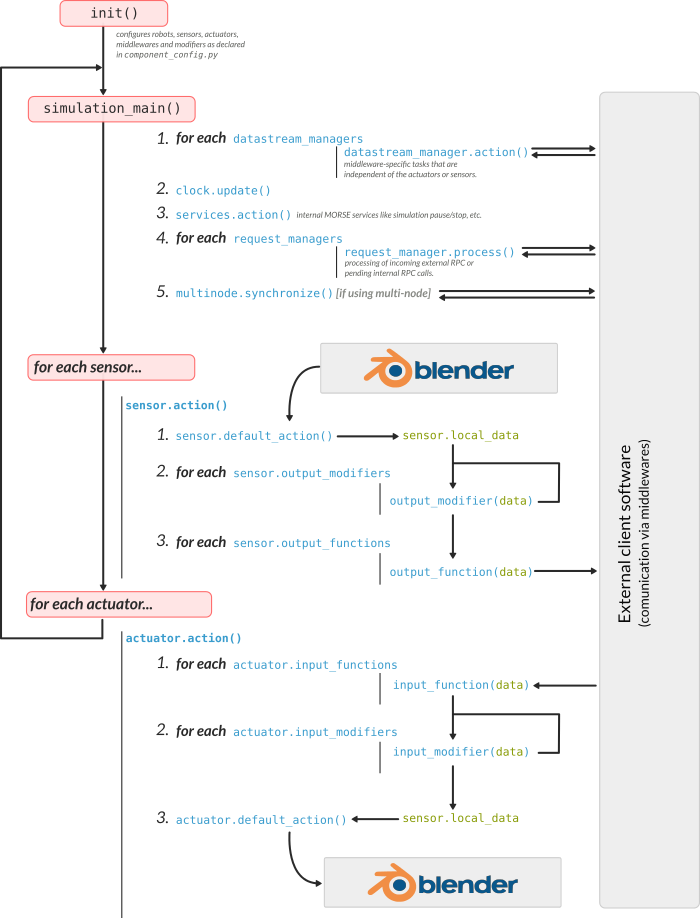 init()
configures robots, sensors, actuators,
middlewares and modifiers as declared
in component_config.py
simulation_main()
1. for each datastream_managers
datastream_manager.action()
middleware-specific tasks that are
independent of the actuators or sensors.
2. clock.update()
3. services.action() internal MORSE services like simulation pause/stop, etc.
4. for each request_managers
request_manager.process()
processing of incoming external RPC or
pending internal RPC calls.
5. multinode.synchronize() [if using multi-node]
for each sensor...
blender
sensor.action()
1. sensor.default_action() sensor.local_data
2. for each sensor.output_modifiers
output_modifier(data)
3. for each sensor.output_functions
output_function(data)
for each actuator...
actuator.action()
1. for each actuator.input_functions
input_function(data)
2. for each actuator.input_modifiers
input_modifier(data)
3. actuator.default_action() sensor.local_data
blender
External client software
(comunication via middlewares)